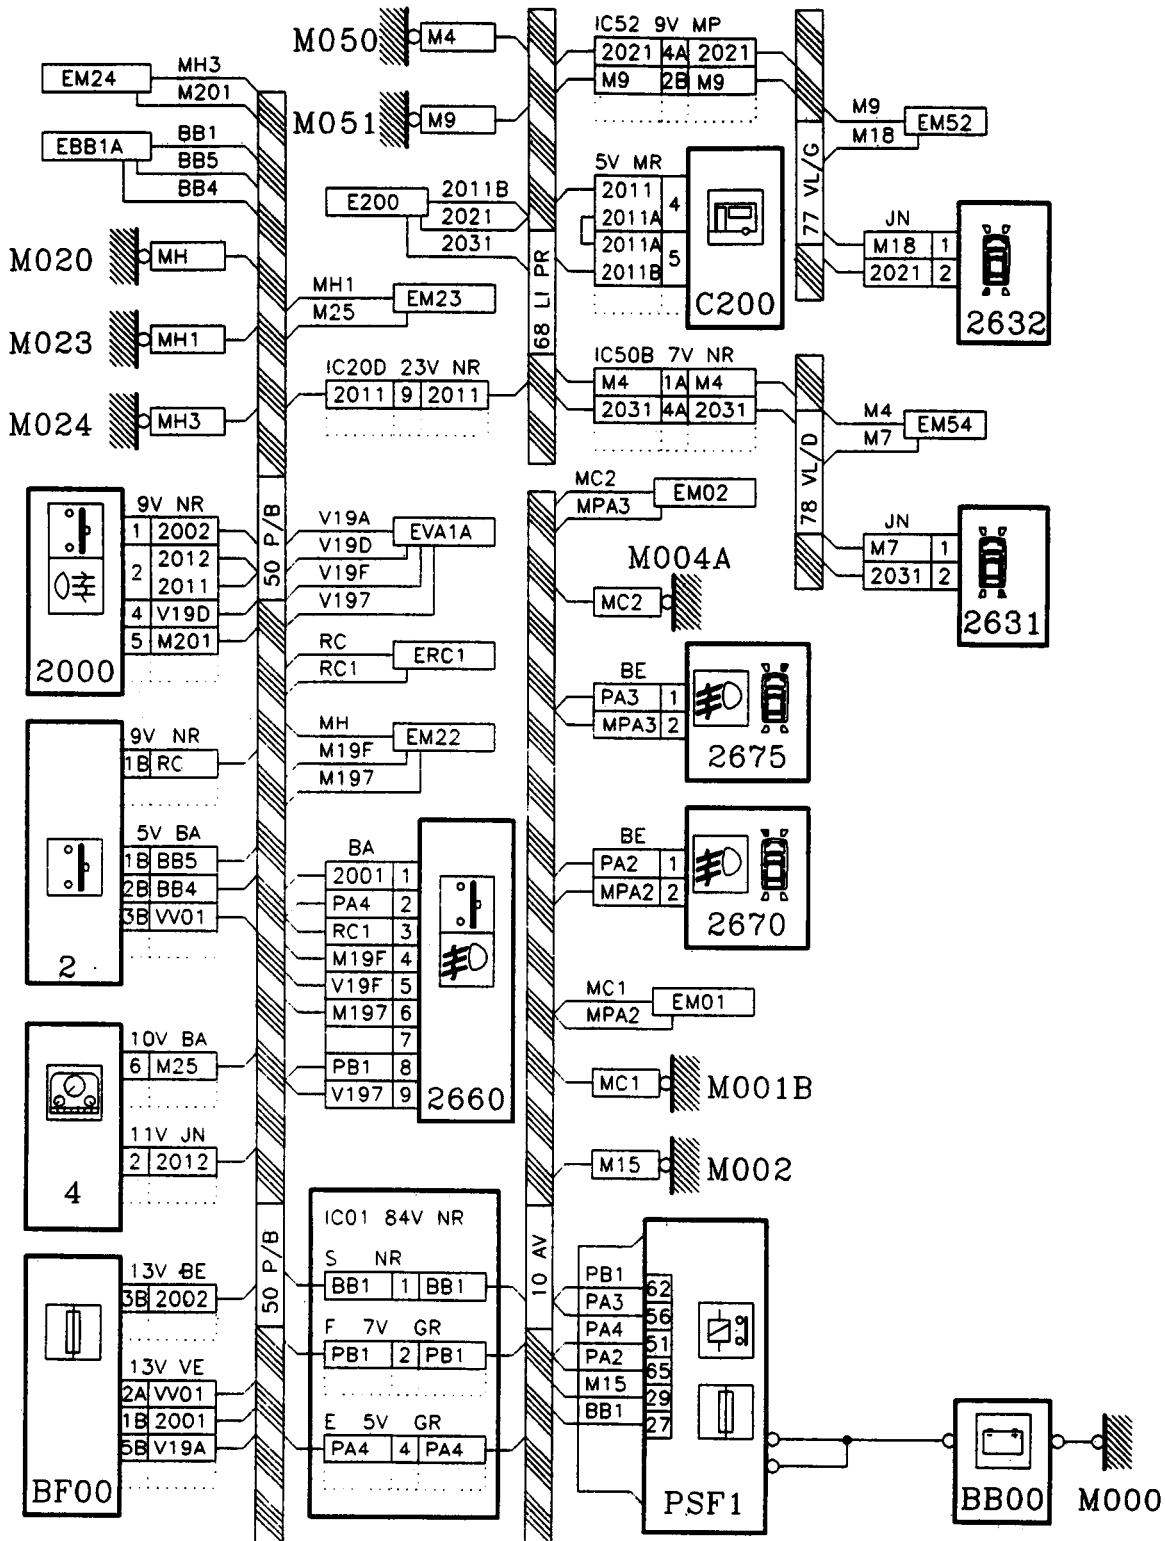 M050 M4
IC52 9V MP
2021 4A 2021
M9 2B M9
M051 M9
EM24 MH3
M201
EBB1A BB1
BB5
BB4
M9
M18 EM52
E200 2011B
2021
2031
5V MR
2011 4
2011A
2011A 5
2011B
C200
77 VL/G
JN
M18 1
2021 2
2632
M020 MH
M023 MH1
M024 MH3
MH1 EM23
M25
IC20D 23V NR
2011 9 2011
68 LI PR
IC50B 7V NR
M4 1A M4
2031 4A 2031
M4 EM54
M7
78 VL/D
JN
M7 1
2031 2
2631
9V NR
1 2002
2 2012
2011
4 V19D
5 M201
2000
50 P/B
V19A EVA1A
V19D
V19F
V197
MC2 EM02
MPA3
M004A
MC2
RC ERC1
RC1
MH EM22
M19F
M197
BE
PA3 1
MPA3 2
2675
9V NR
1B RC
5V BA
1B BB5
2B BB4
3B VV01
2
BA
2001 1
PA4 2
RC1 3
M19F 4
V19F 5
M197 6
7
PB1 8
V197 9
2660
BE
PA2 1
MPA2 2
2670
MC1 EM01
MPA2
MC1 M001B
M15 M002
10V BA
6 M25
11V JN
2 2012
4
50 P/B
IC01 84V NR
S NR
BB1 1 BB1
F 7V GR
PB1 2 PB1
E 5V GR
PA4 4 PA4
10 AV
13V BE
3B 2002
13V VE
2A VV01
1B 2001
5B V19A
BF00
PB1 62
PA3 56
PA4 51
PA2 65
M15 29
BB1 27
PSF1
BB00 M000